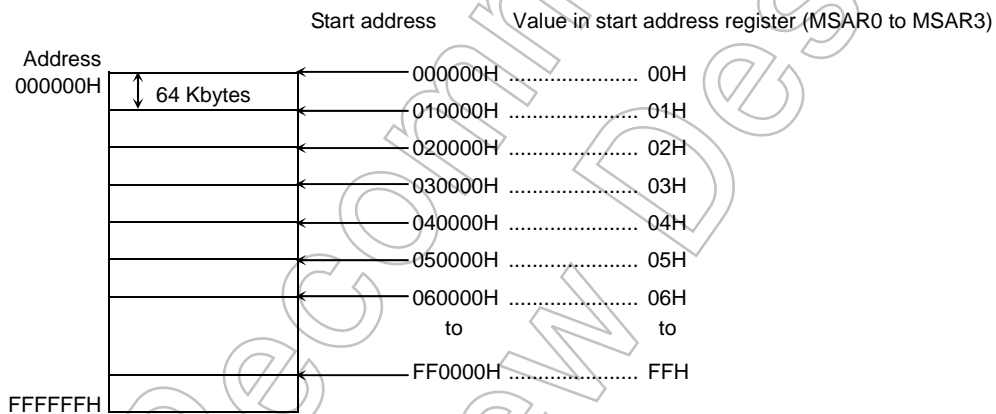 Start address Value in start address register (MSAR0 to MSAR3)
Address
000000H
64 Kbytes
000000H ...................... 00H
010000H ...................... 01H
020000H ...................... 02H
030000H ...................... 03H
040000H ...................... 04H
050000H ...................... 05H
060000H ...................... 06H
to to
FF0000H ...................... FFH
FFFFFFH